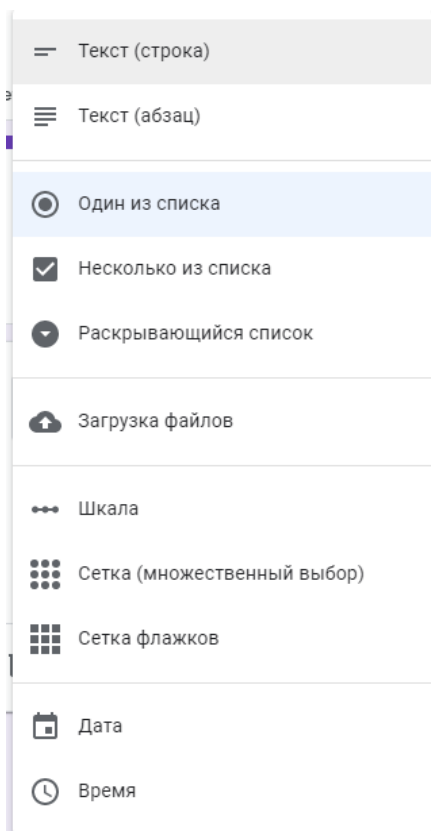 Текст (строка)
Текст (абзац)
Один из списка
Несколько из списка
Раскрывающийся список
Загрузка файлов
Шкала
Сетка (множественный выбор)
Сетка флажков
Дата
Время